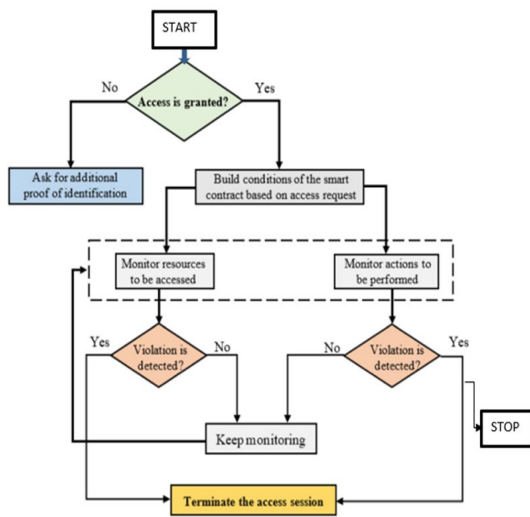 START
No
Access is granted?
Yes
Ask for additional
proof of identification
Build conditions of the smart
contract based on access request
Monitor resources
to be accessed
Monitor actions to
be performed
Yes
Violation is
detected?
No
No
Violation is
detected?
Yes
Keep monitoring
STOP
Terminate the access session